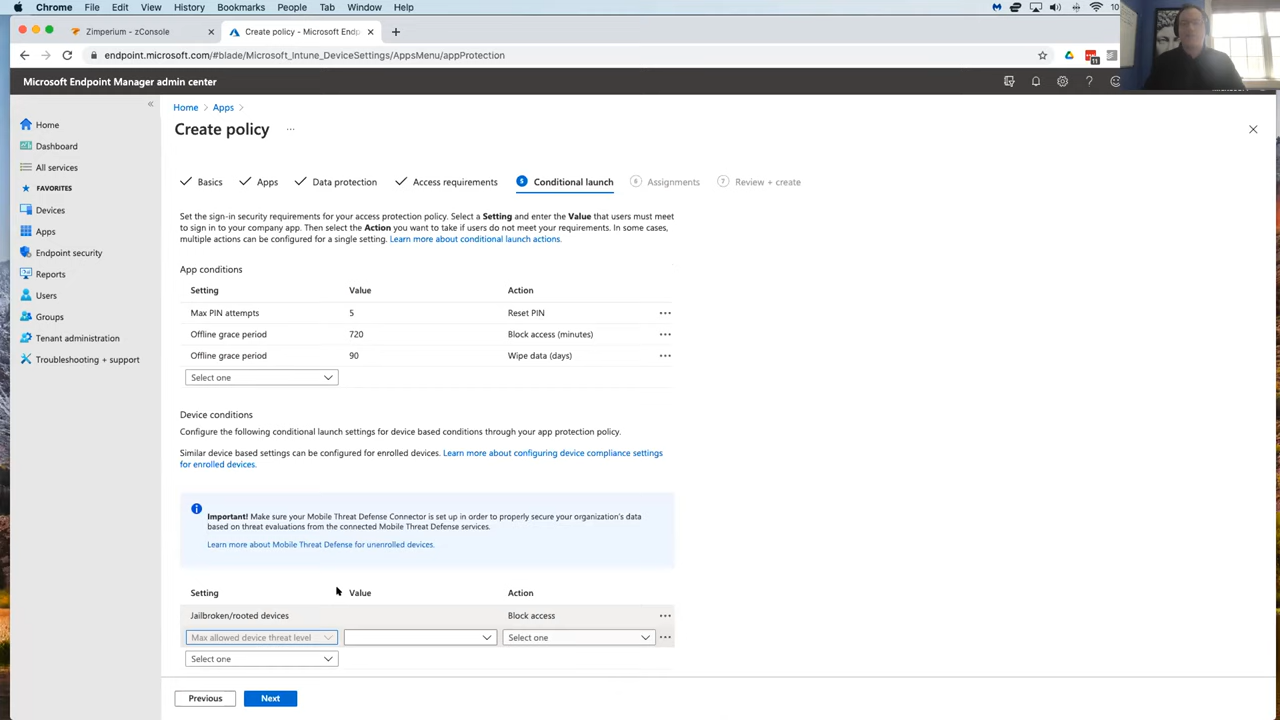 Chrome File Edit View History Bookmarks People Tab Window Help
Zimperium - zConsole
Create policy - Microsoft Endp
endpoint.microsoft.com/#blade/Microsoft_Intune_DeviceSettings/AppsMenu/appProtection
11
Microsoft Endpoint Manager admin center
Home
Dashboard
All services
FAVORITES
Devices
Apps
Endpoint security
Reports
Users
Groups
Tenant administration
Troubleshooting + support
Home > Apps >
Create policy ...
Basics Apps Data protection Access requirements 5 Conditional launch 6 Assignments 7 Review + create
Set the sign-in security requirements for your access protection policy. Select a Setting and enter the Value that users must meet
to sign in to your company app. Then select the Action you want to take if users do not meet your requirements. In some cases,
multiple actions can be configured for a single setting. Learn more about conditional launch actions.
App conditions
Setting Value Action
Max PIN attempts 5 Reset PIN
Offline grace period 720 Block access (minutes)
Offline grace period 90 Wipe data (days)
Select one
Device conditions
Configure the following conditional launch settings for device based conditions through your app protection policy.
Similar device based settings can be configured for enrolled devices. Learn more about configuring device compliance settings
for enrolled devices.
Important! Make sure your Mobile Threat Defense Connector is set up in order to properly secure your organization's data
based on threat evaluations from the connected Mobile Threat Defense services.
Learn more about Mobile Threat Defense for unenrolled devices.
Setting Value Action
Jailbroken/rooted devices Block access
Max allowed device threat level Select one
Select one
Previous Next